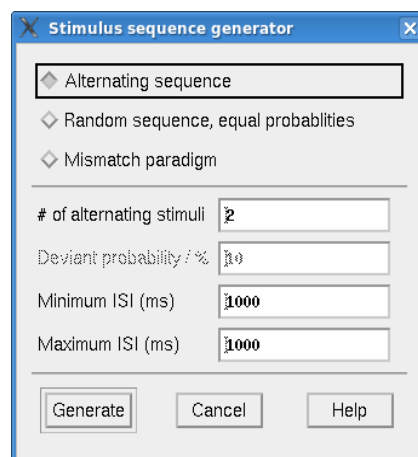 Stimulus sequence generator
Alternating sequence
Random sequence, equal probablities
Mismatch paradigm
# of alternating stimuli 2
Deviant probability / % 10
Minimum ISI (ms) 1000
Maximum ISI (ms) 1000
Generate Cancel Help